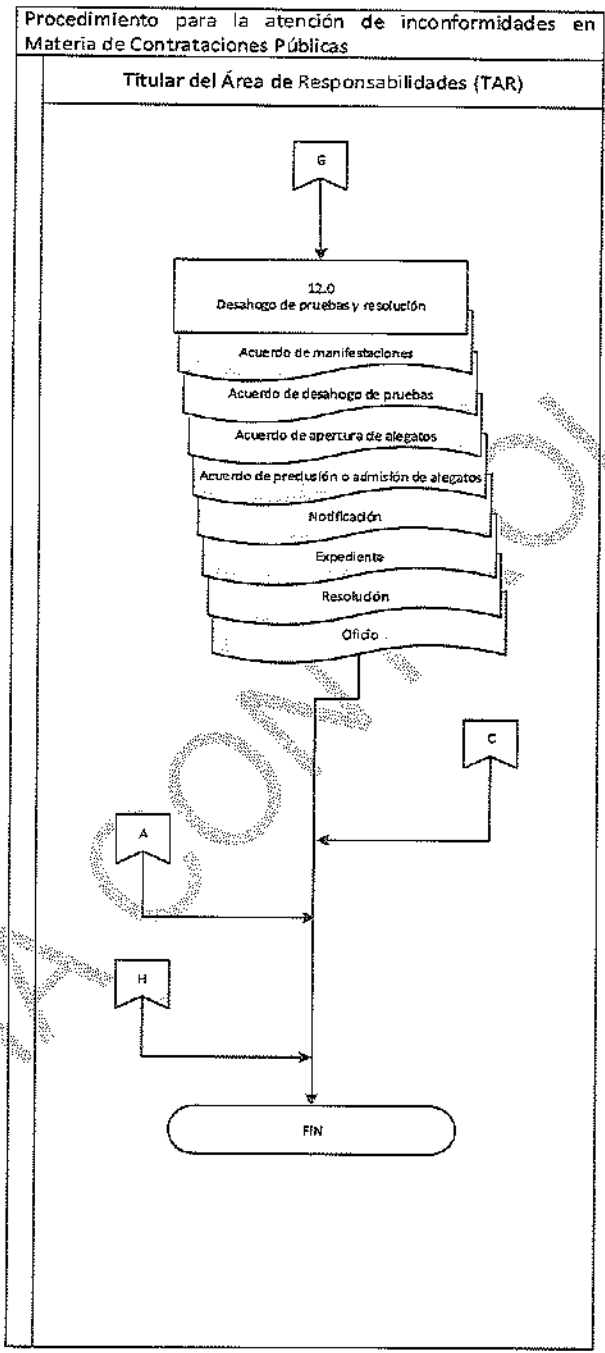 Procedimiento para la atención de inconformidades en
Materia de Contrataciones Públicas
Titular del Área de Responsabilidades (TAR)
G
12.0
Desahogo de pruebas y resolución
Acuerdo de manifestaciones
Acuerdo de desahogo de pruebas
Acuerdo de apertura de alegatos
Acuerdo de preclusión o admisión de alegatos
Notificación
Expediente
Resolución
Oficio
C
A
H
FIN